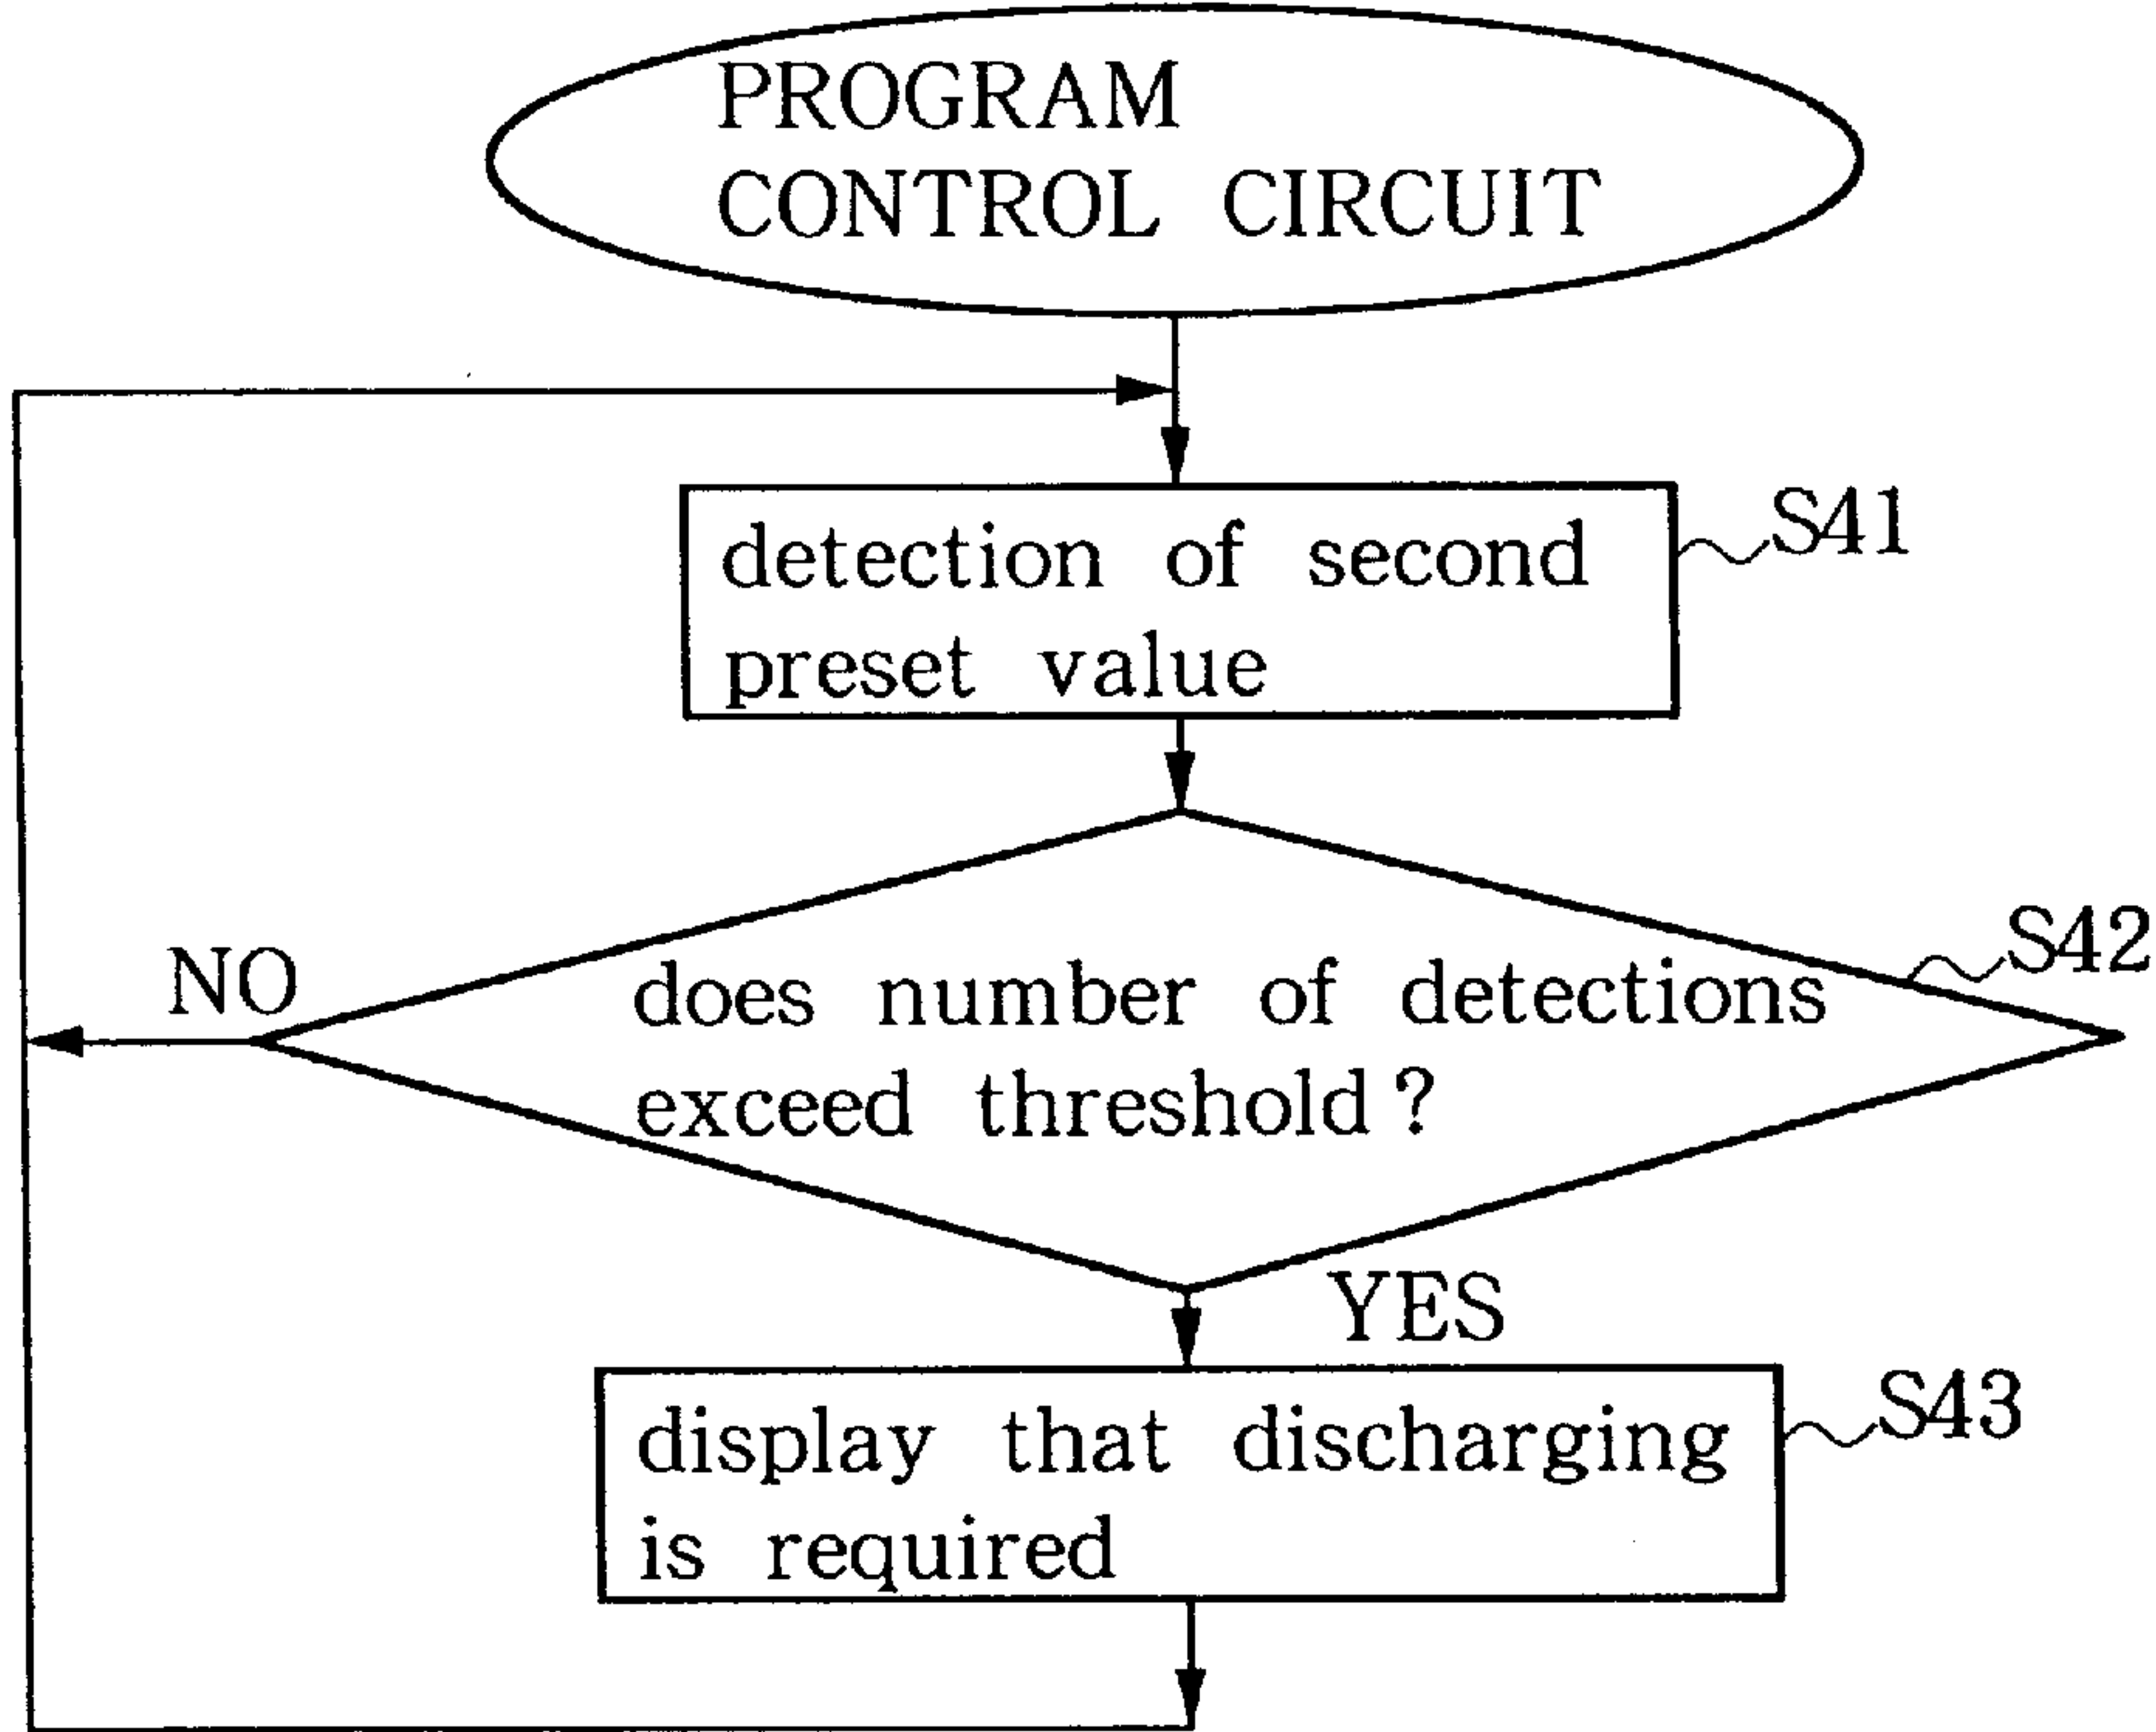 PROGRAM
CONTROL CIRCUIT
detection of second
preset value
S41
does number of detections
exceed threshold?
S42
NO
YES
display that discharging
is required
S43